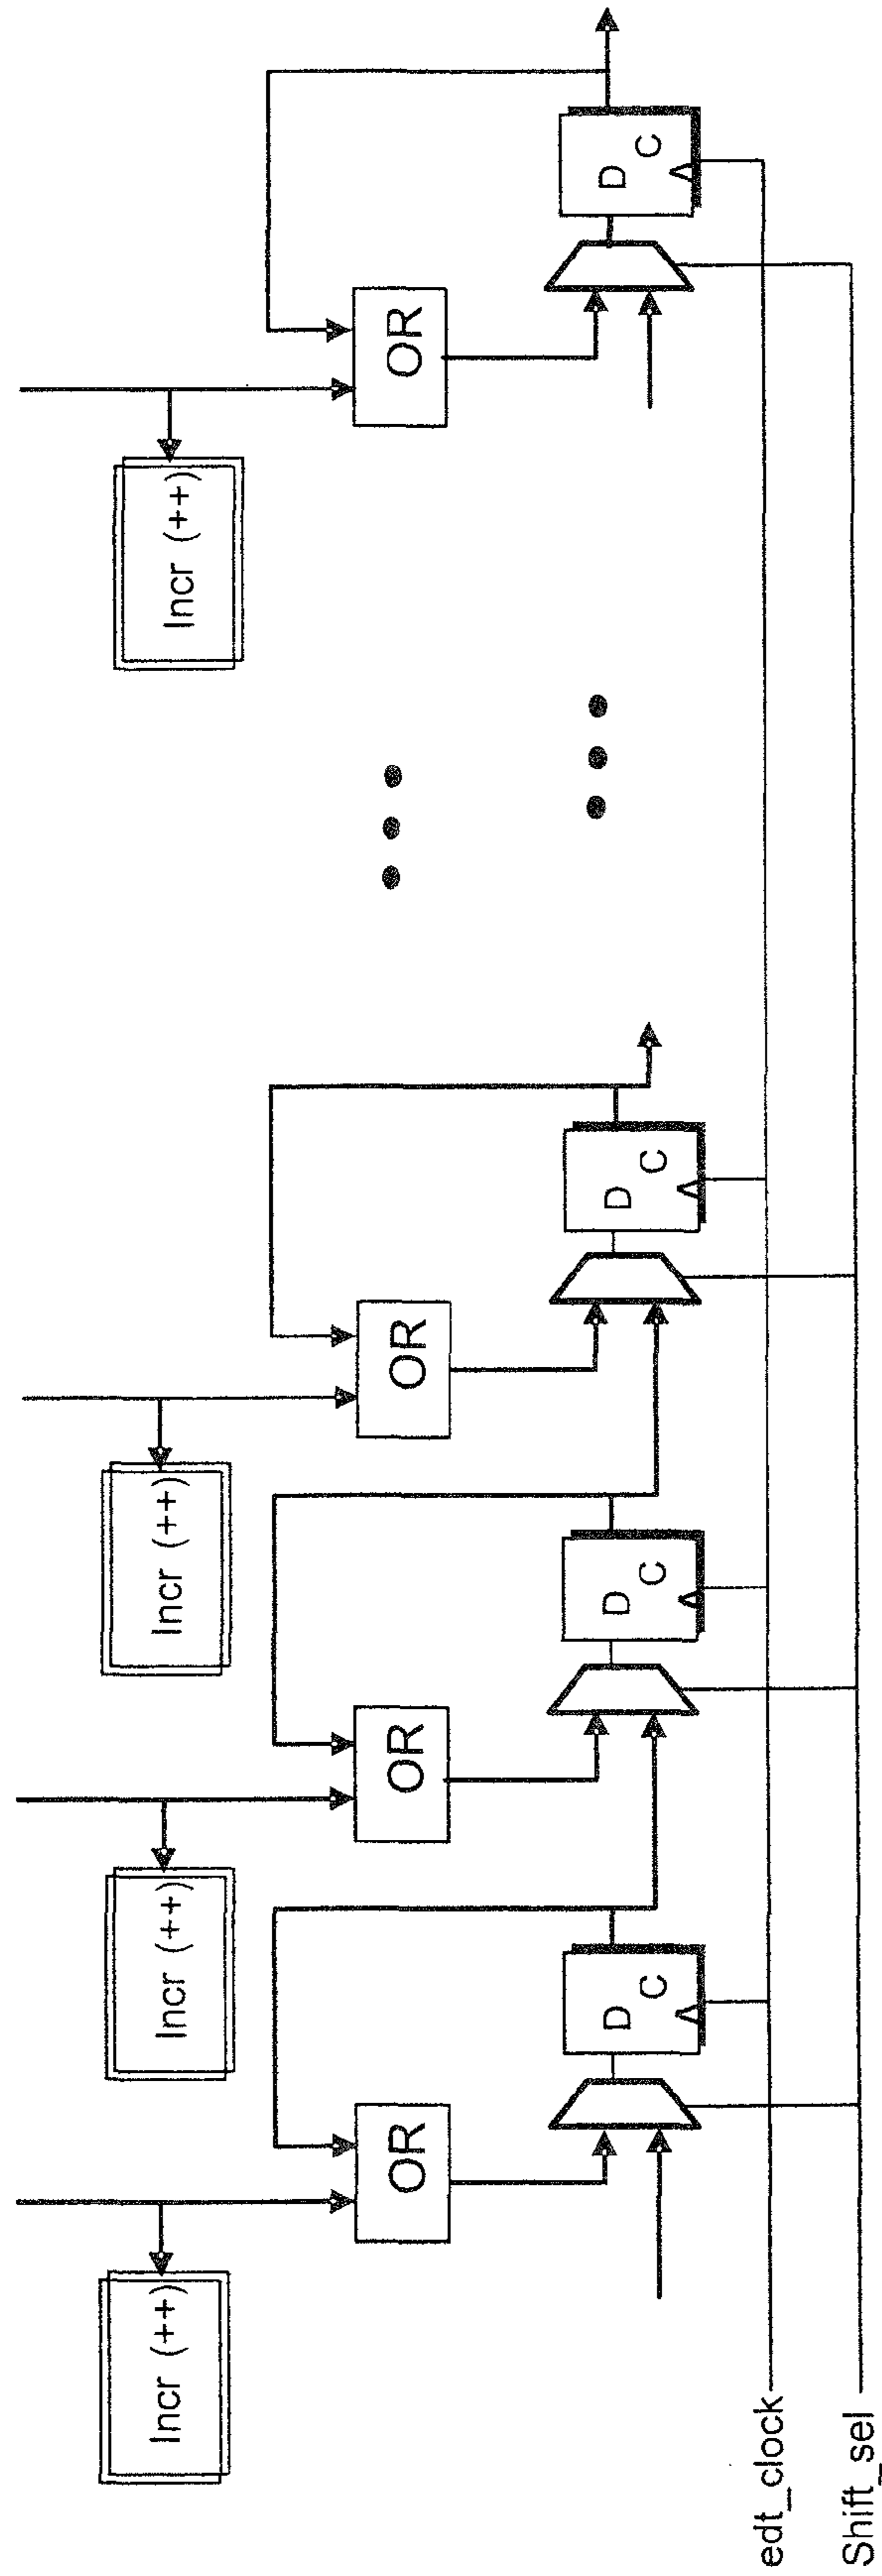 Incr (++)
Incr (++)
Incr (++)
Incr (++)
OR
OR
OR
OR
D
C
D
C
D
C
D
C
edt_clock
Shift_sel